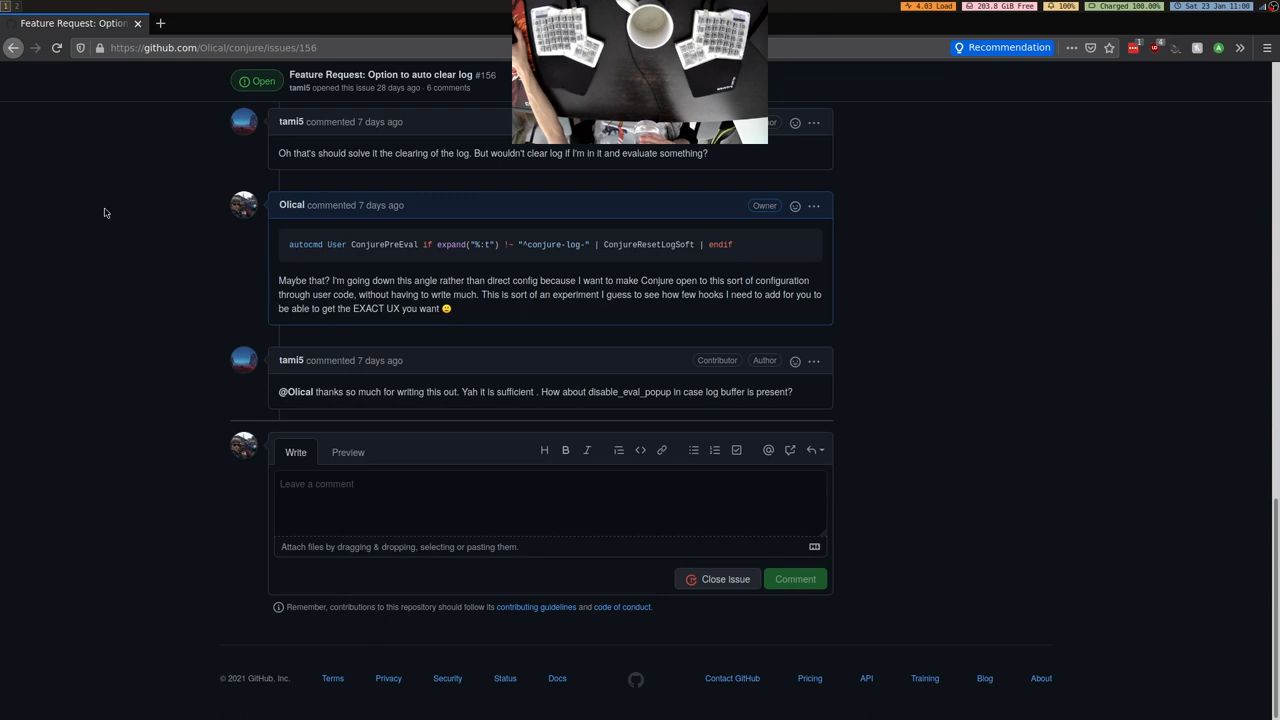 1 2
4.03 Load 203.8 GiB Free 100% Charged 100.00% Sat 23 Jan 11:00
Feature Request: Option
https://github.com/Olical/conjure/issues/156
Recommendation
1 4
Open
Feature Request: Option to auto clear log #156
tami5 opened this issue 28 days ago · 6 comments
tami5 commented 7 days ago
Oh that's should solve it the clearing of the log. But wouldn't clear log if I'm in it and evaluate something?
Olical commented 7 days ago Owner
autocmd User ConjurePreEval if expand("%:t") !~ "^conjure-log-" | ConjureResetLogSoft | endif
Maybe that? I'm going down this angle rather than direct config because I want to make Conjure open to this sort of configuration
through user code, without having to write much. This is sort of an experiment I guess to see how few hooks I need to add for you to
be able to get the EXACT UX you want 🙂
tami5 commented 7 days ago Contributor Author
@Olical thanks so much for writing this out. Yah it is sufficient . How about disable_eval_popup in case log buffer is present?
Write Preview
Leave a comment
Attach files by dragging & dropping, selecting or pasting them.
Close issue Comment
Remember, contributions to this repository should follow its contributing guidelines and code of conduct.
© 2021 GitHub, Inc. Terms Privacy Security Status Docs Contact GitHub Pricing API Training Blog About